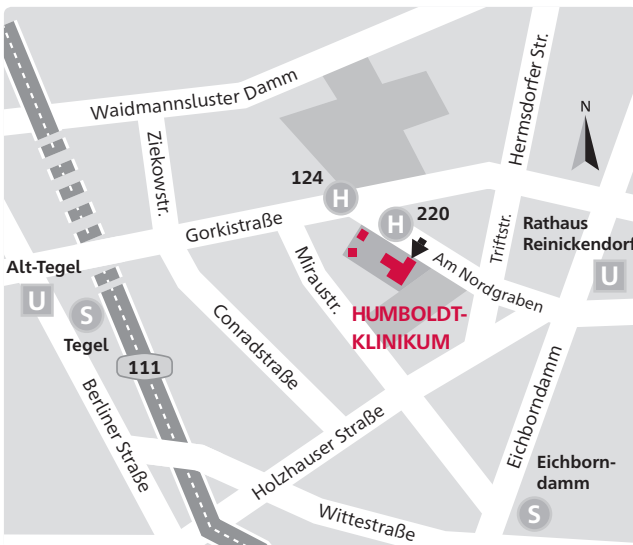 Waidmannsluster Damm
Hermsdorfer Str.
N
Ziekowstr.
124
H
H
220
Gorkistraße
Rathaus
Reinickendorf
Triftstr.
Alt-Tegel
U
Miraustr.
Am Nordgraben
U
S
Tegel
HUMBOLDT-
KLINIKUM
111
Conradstraße
Berliner Straße
Eichborndamm
Holzhauser Straße
Eichborn-
damm
S
Wittestraße